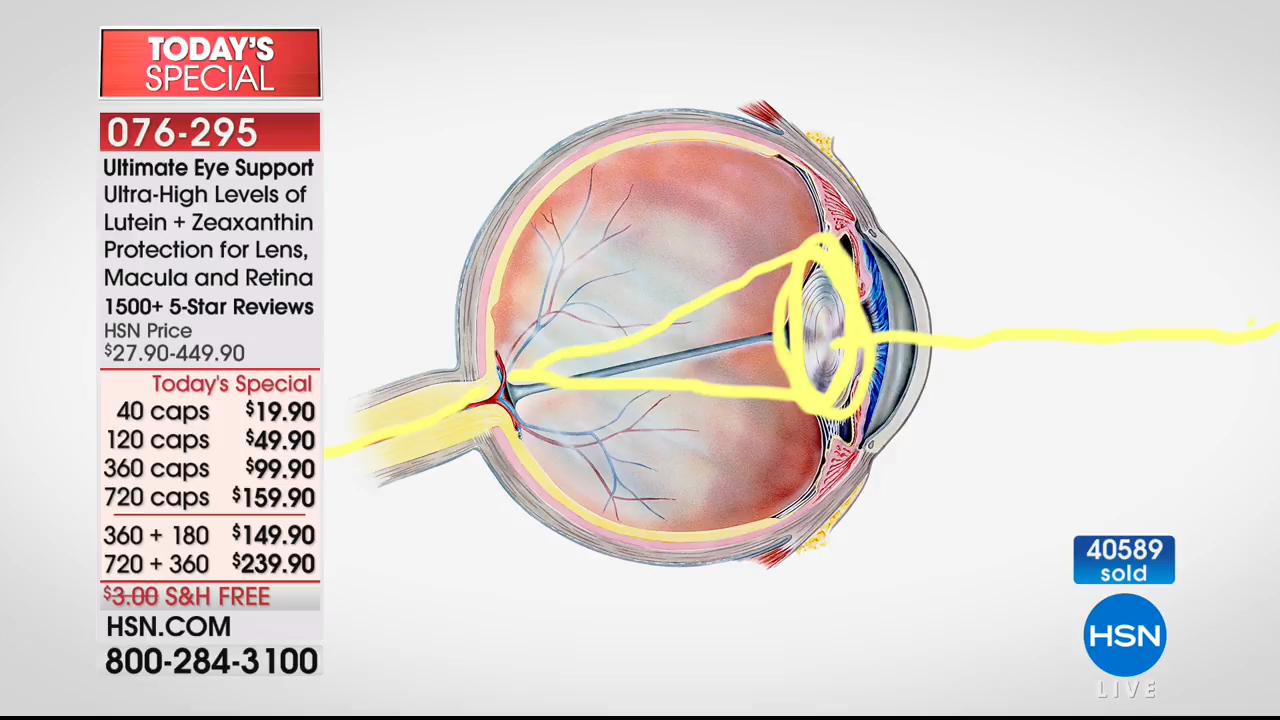 TODAY'S
SPECIAL
076-295
Ultimate Eye Support
Ultra-High Levels of
Lutein + Zeaxanthin
Protection for Lens,
Macula and Retina
1500+ 5-Star Reviews
HSN Price
$27.90-449.90
Today's Special
40 caps $19.90
120 caps $49.90
360 caps $99.90
720 caps $159.90
360 + 180 $149.90
720 + 360 $239.90
$3.00 S&H FREE
HSN.COM
800-284-3100
40589
sold
HSN
LIVE